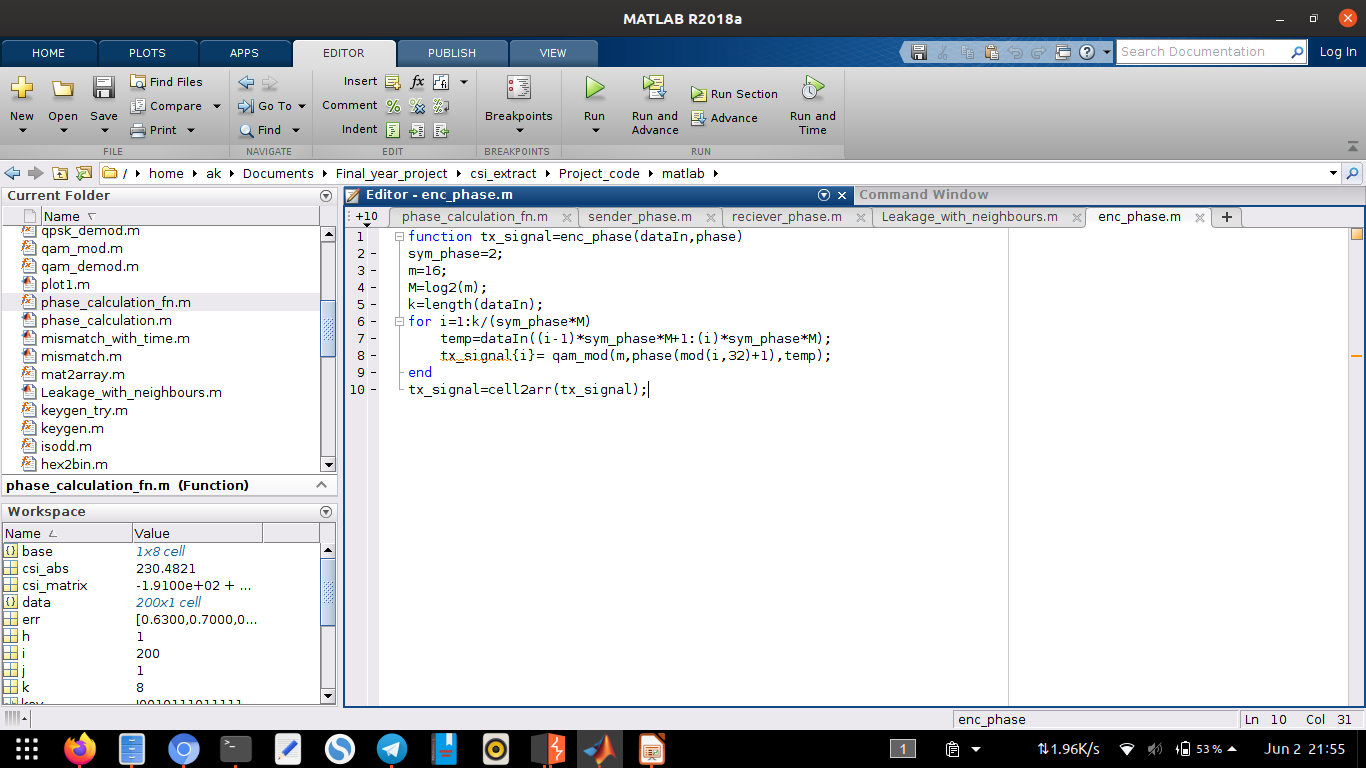 MATLAB R2018a
HOME PLOTS APPS EDITOR PUBLISH VIEW
Search Documentation Log In
New Open Save Find Files Compare Print
FILE
Go To Find
NAVIGATE
Insert fx
Comment
Indent
EDIT
Breakpoints
BREAKPOINTS
Run Run and Advance Run Section Advance Run and Time
RUN
/ home ak Documents Final_year_project csi_extract Project_code matlab
Current Folder
Name
qpsk_demod.m
qam_mod.m
qam_demod.m
plot1.m
phase_calculation_fn.m
phase_calculation.m
mismatch_with_time.m
mismatch.m
mat2array.m
Leakage_with_neighbours.m
keygen_try.m
keygen.m
isodd.m
hex2bin.m
phase_calculation_fn.m (Function)
Workspace
Name Value
base 1x8 cell
csi_abs 230.4821
csi_matrix -1.9100e+02 + ...
data 200x1 cell
err [0.6300,0.7000,0...
h 1
i 200
j 1
k 8
Editor - enc_phase.m
Command Window
+10 phase_calculation_fn.m sender_phase.m reciever_phase.m Leakage_with_neighbours.m enc_phase.m
1 function tx_signal=enc_phase(dataIn,phase)
2 - sym_phase=2;
3 - m=16;
4 - M=log2(m);
5 - k=length(dataIn);
6 - for i=1:k/(sym_phase*M)
7 - temp=dataIn((i-1)*sym_phase*M+1:(i)*sym_phase*M);
8 - tx_signal{i}= qam_mod(m,phase(mod(i,32)+1),temp);
9 - end
10 - tx_signal=cell2arr(tx_signal);
enc_phase Ln 10 Col 31
1 1.96K/s 53 % Jun 2 21:55